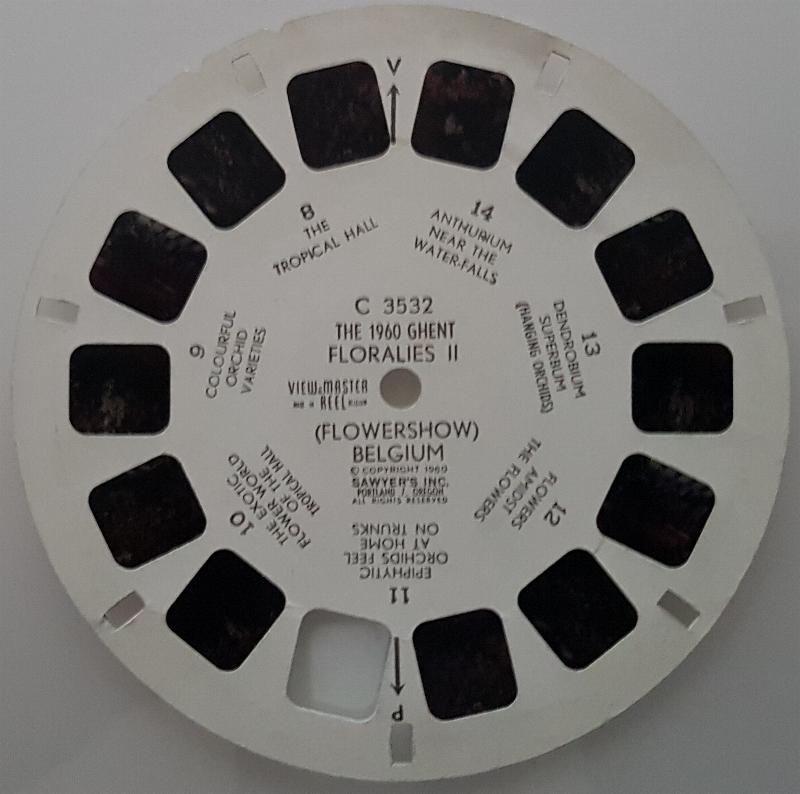 V
8
THE
TROPICAL HALL
14
ANTHURIUM
NEAR THE
WATER-FALLS
9
COLOURFUL
ORCHID
VARIETIES
C 3532
THE 1960 GHENT
FLORALIES II
VIEW-MASTER
REEL
(FLOWERSHOW)
BELGIUM
© COPYRIGHT 1960
SAWYER'S INC.
PORTLAND 7, OREGON
ALL RIGHTS RESERVED
13
DENDROBIUM
SUPERBUM
(HANGING ORCHIDS)
10
THE EXOTIC
FLOWER WORLD
OF THE
TROPICAL HALL
12
FLOWERS
AMIDST
THE FLOWERS
11
EPIPHYTIC
ORCHIDS FEEL
AT HOME
ON TRUNKS
P